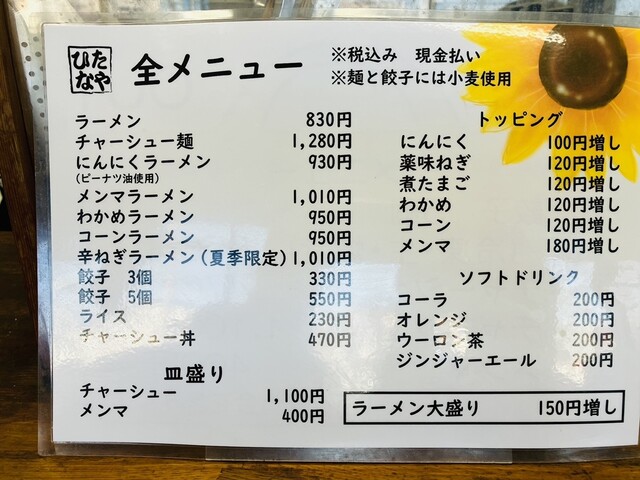 ひなたや
全メニュー
※税込み 現金払い
※麺と餃子には小麦使用
ラーメン 830円
チャーシュー麺 1,280円
にんにくラーメン 930円
(ピーナツ油使用)
メンマラーメン 1,010円
わかめラーメン 950円
コーンラーメン 950円
辛ねぎラーメン(夏季限定) 1,010円
餃子 3個 330円
餃子 5個 550円
ライス 230円
チャーシュー丼 470円
皿盛り
チャーシュー 1,100円
メンマ 400円
トッピング
にんにく 100円増し
薬味ねぎ 120円増し
煮たまご 120円増し
わかめ 120円増し
コーン 120円増し
メンマ 180円増し
ソフトドリンク
コーラ 200円
オレンジ 200円
ウーロン茶 200円
ジンジャーエール 200円
ラーメン大盛り 150円増し